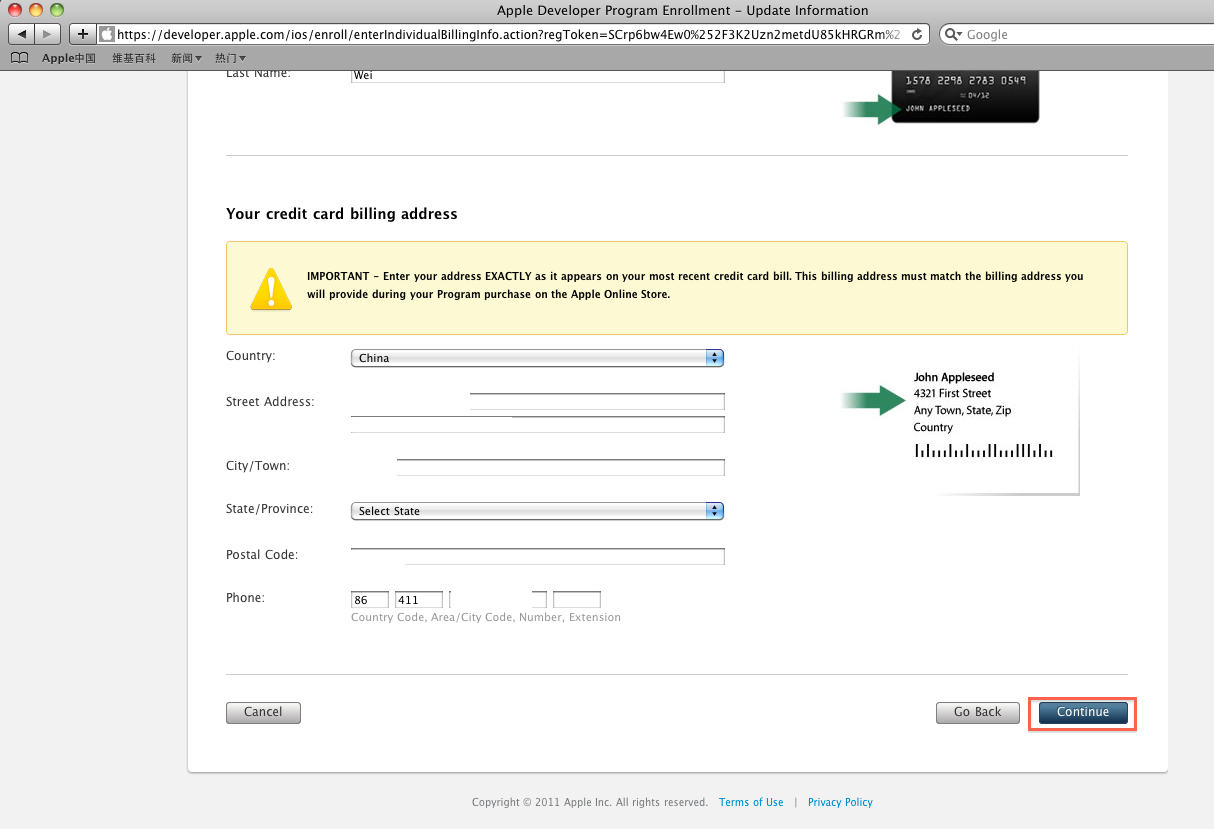 Apple Developer Program Enrollment – Update Information
https://developer.apple.com/ios/enroll/enterIndividualBillingInfo.action?regToken=SCrp6bw4Ew0%252F3K2Uzn2metdU85kHRGRm%2
Google
Apple中国 维基百科 新闻 热门
Last Name: Wei
1578 2298 2783 0549
04/12
JOHN APPLESEED
Your credit card billing address
IMPORTANT – Enter your address EXACTLY as it appears on your most recent credit card bill. This billing address must match the billing address you
will provide during your Program purchase on the Apple Online Store.
Country: China
John Appleseed
4321 First Street
Any Town, State, Zip
Country
Street Address:
City/Town:
State/Province: Select State
Postal Code:
Phone: 86 411
Country Code, Area/City Code, Number, Extension
Cancel Go Back Continue
Copyright © 2011 Apple Inc. All rights reserved. Terms of Use | Privacy Policy